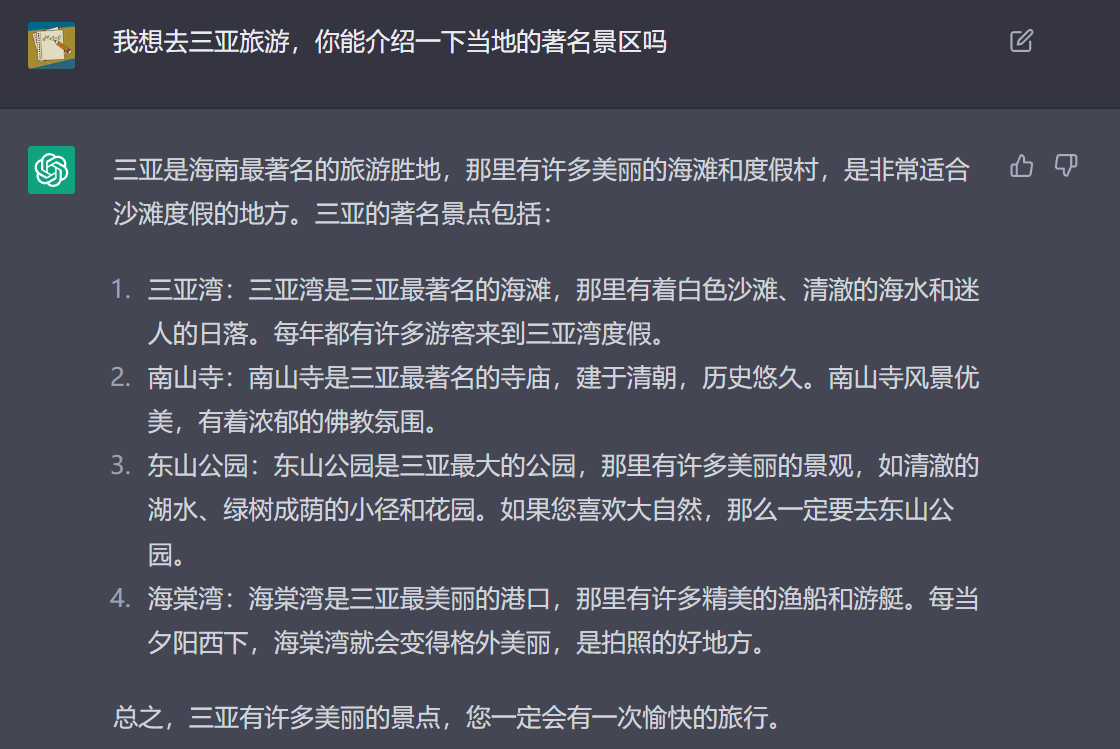 我想去三亚旅游，你能介绍一下当地的著名景区吗
三亚是海南最著名的旅游胜地，那里有许多美丽的海滩和度假村，是非常适合
沙滩度假的地方。三亚的著名景点包括：
1. 三亚湾：三亚湾是三亚最著名的海滩，那里有着白色沙滩、清澈的海水和迷
人的日落。每年都有许多游客来到三亚湾度假。
2. 南山寺：南山寺是三亚最著名的寺庙，建于清朝，历史悠久。南山寺风景优
美，有着浓郁的佛教氛围。
3. 东山公园：东山公园是三亚最大的公园，那里有许多美丽的景观，如清澈的
湖水、绿树成荫的小径和花园。如果您喜欢大自然，那么一定要去东山公
园。
4. 海棠湾：海棠湾是三亚最美丽的港口，那里有许多精美的渔船和游艇。每当
夕阳西下，海棠湾就会变得格外美丽，是拍照的好地方。
总之，三亚有许多美丽的景点，您一定会有一次愉快的旅行。